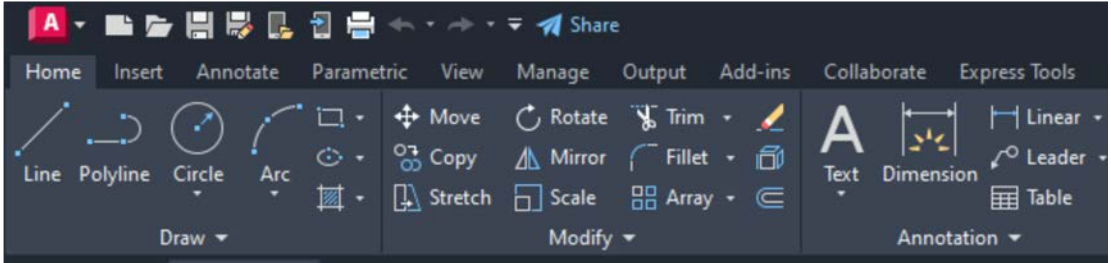 A Share
Home Insert Annotate Parametric View Manage Output Add-ins Collaborate Express Tools
Move Rotate Trim A Linear
Copy Mirror Fillet Leader
Line Polyline Circle Arc Text Dimension
Stretch Scale Array Table
Draw Modify Annotation